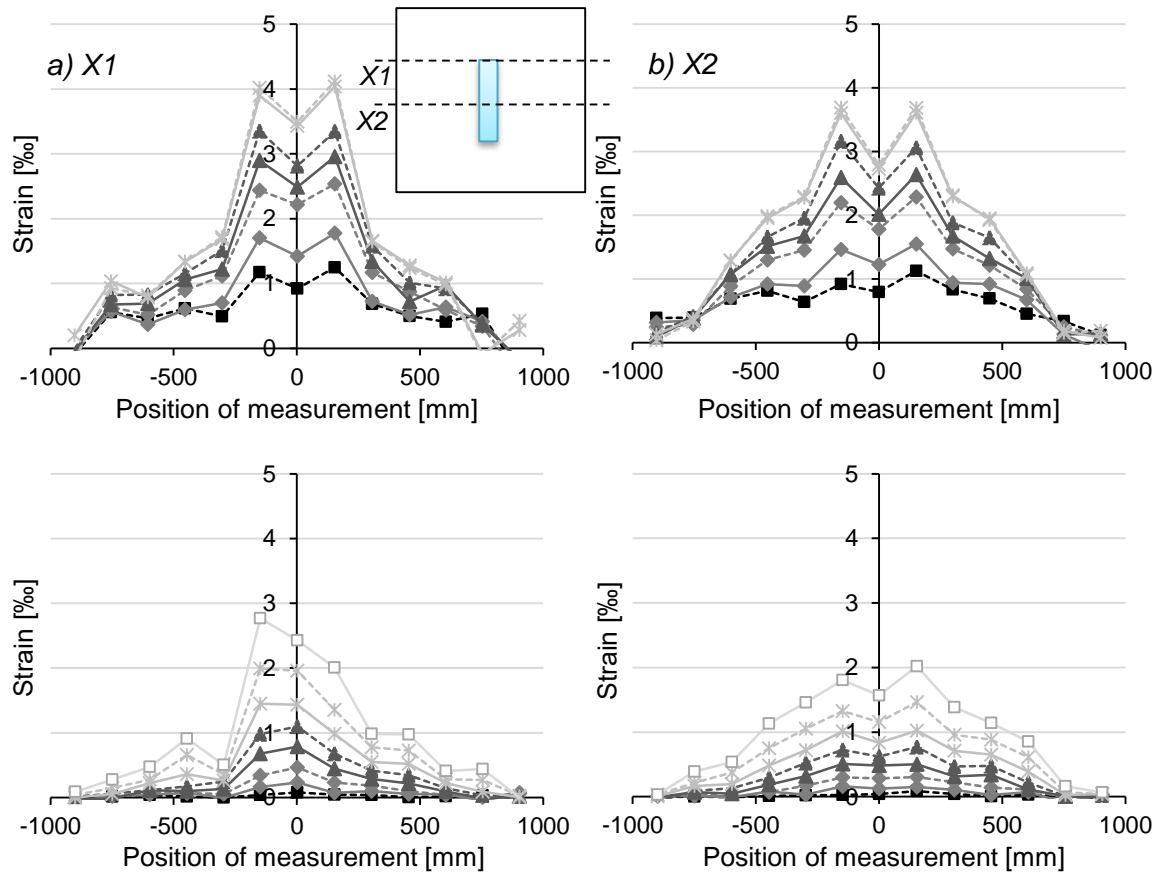 a) X1
5
4
3
2
1
0
Strain [‰]
-1000 -500 0 500 1000
Position of measurement [mm]
X1
X2
b) X2
5
4
3
2
1
0
Strain [‰]
-1000 -500 0 500 1000
Position of measurement [mm]
5
4
3
2
1
0
Strain [‰]
-1000 -500 0 500 1000
Position of measurement [mm]
5
4
3
2
1
0
Strain [‰]
-1000 -500 0 500 1000
Position of measurement [mm]